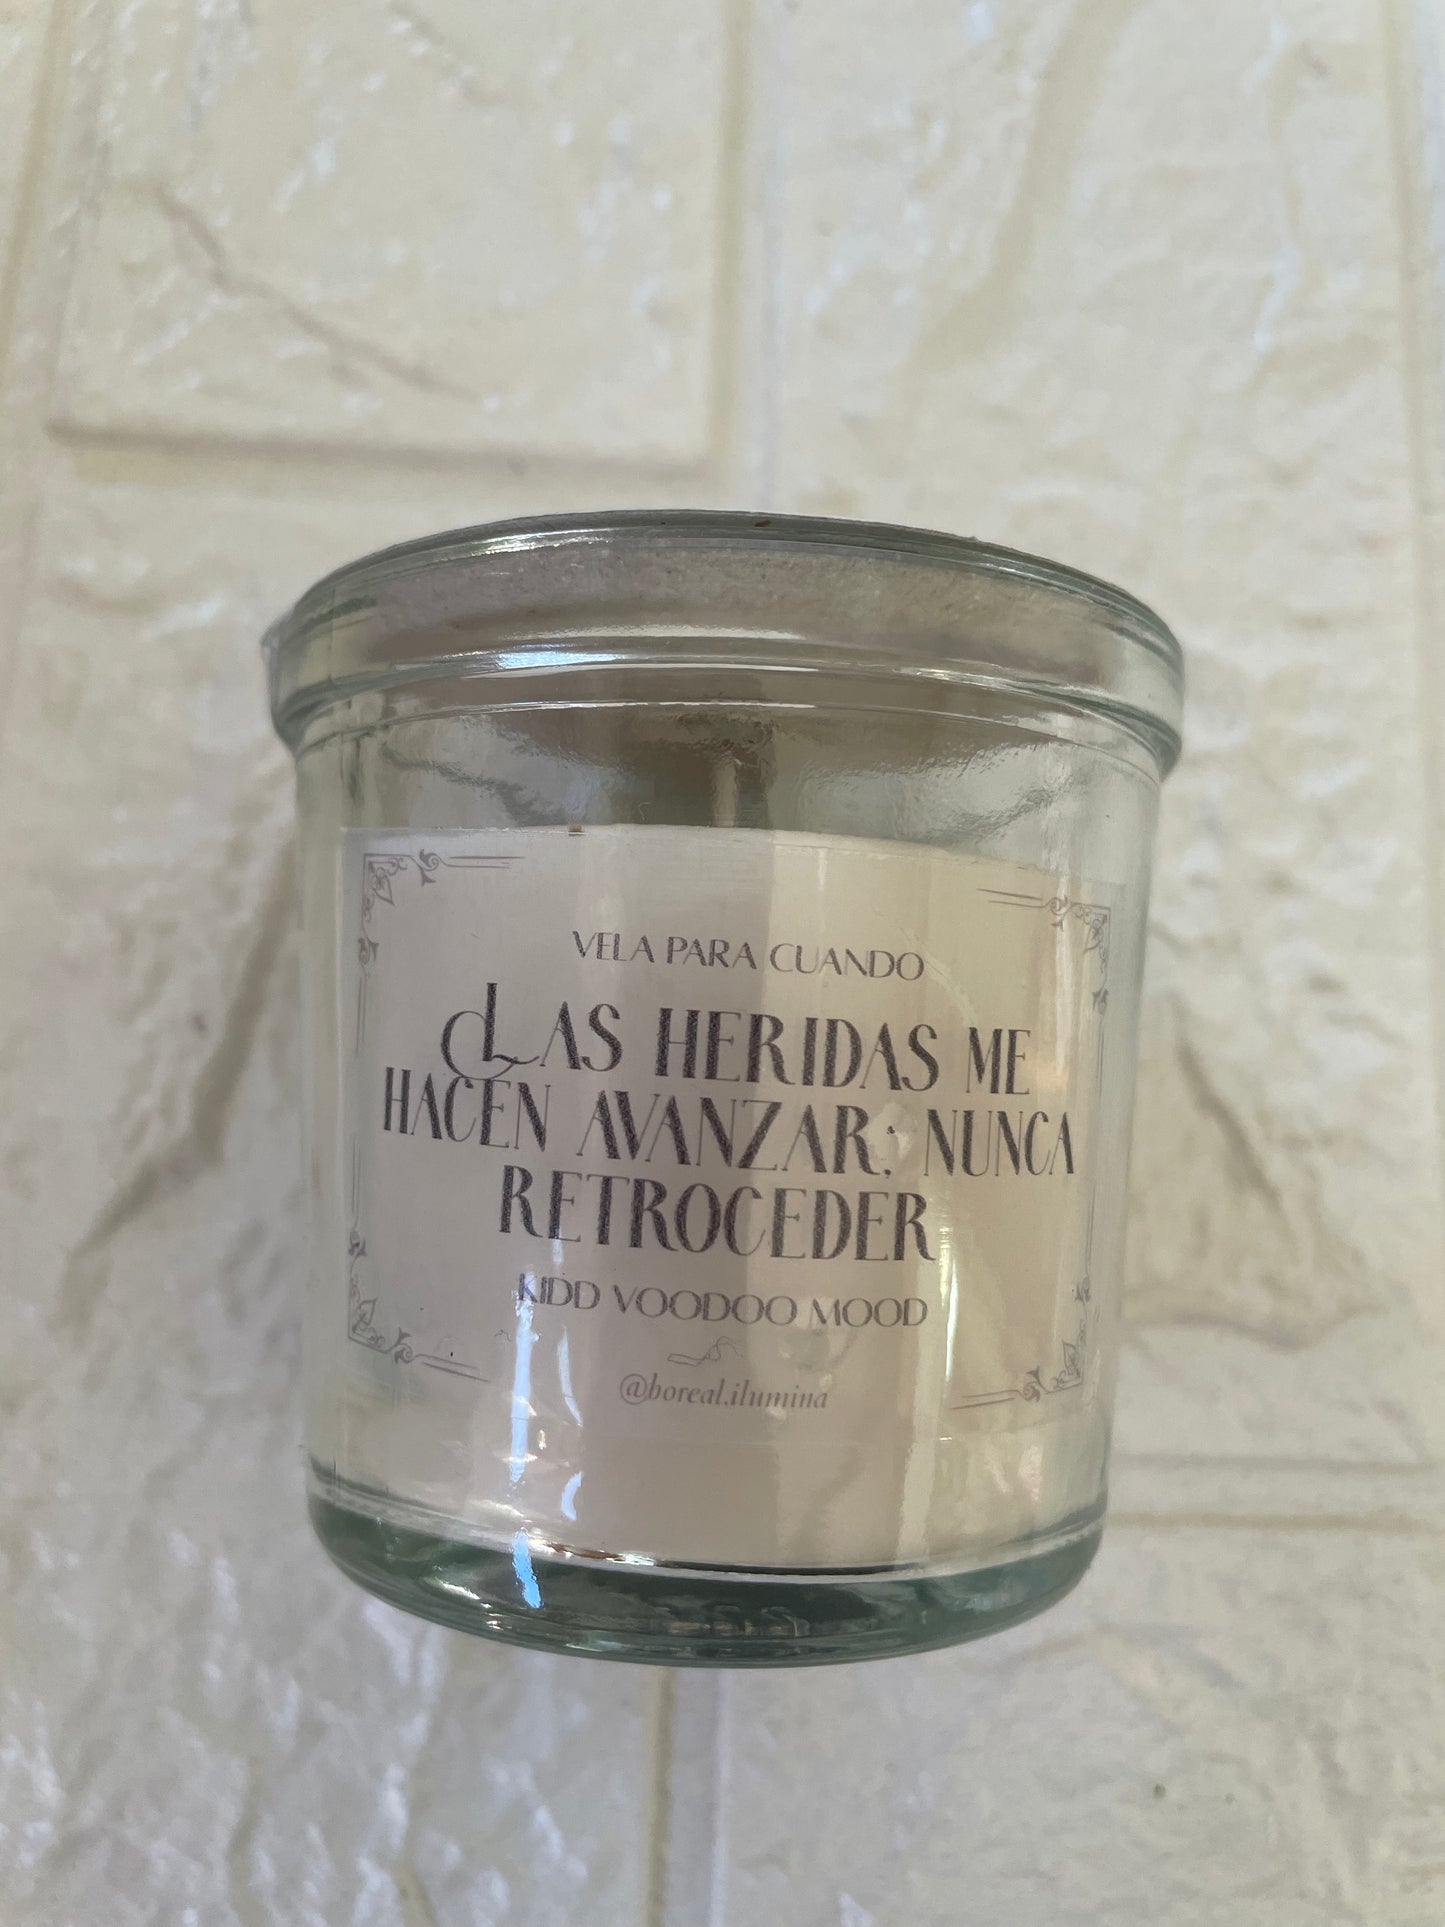 VELA PARA CUANDO
LAS HERIDAS ME
HACEN AVANZAR; NUNCA
RETROCEDER
KIDD VOODOO MOOD
@boreal.ilumina